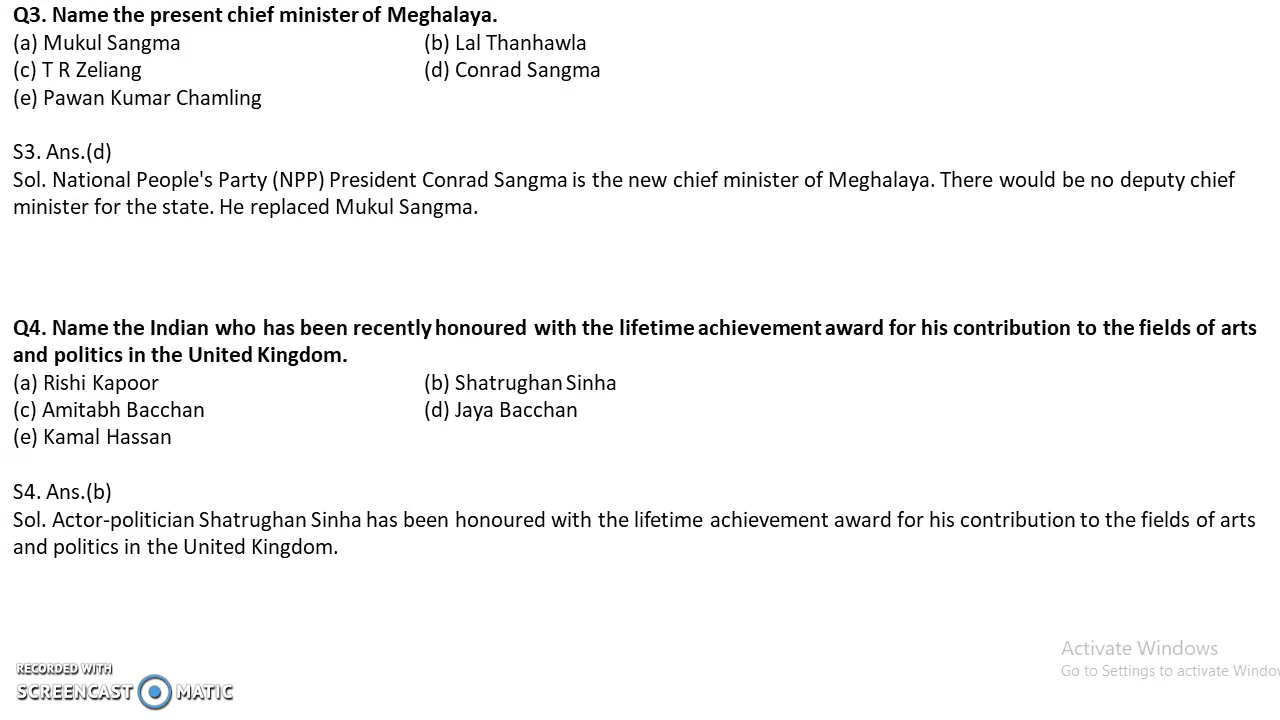 Q3. Name the present chief minister of Meghalaya.
(a) Mukul Sangma (b) Lal Thanhawla
(c) T R Zeliang (d) Conrad Sangma
(e) Pawan Kumar Chamling
S3. Ans.(d)
Sol. National People's Party (NPP) President Conrad Sangma is the new chief minister of Meghalaya. There would be no deputy chief
minister for the state. He replaced Mukul Sangma.
Q4. Name the Indian who has been recently honoured with the lifetime achievement award for his contribution to the fields of arts
and politics in the United Kingdom.
(a) Rishi Kapoor (b) Shatrughan Sinha
(c) Amitabh Bacchan (d) Jaya Bacchan
(e) Kamal Hassan
S4. Ans.(b)
Sol. Actor-politician Shatrughan Sinha has been honoured with the lifetime achievement award for his contribution to the fields of arts
and politics in the United Kingdom.
Activate Windows
Go to Settings to activate Windo
RECORDED WITH
SCREENCAST MATIC